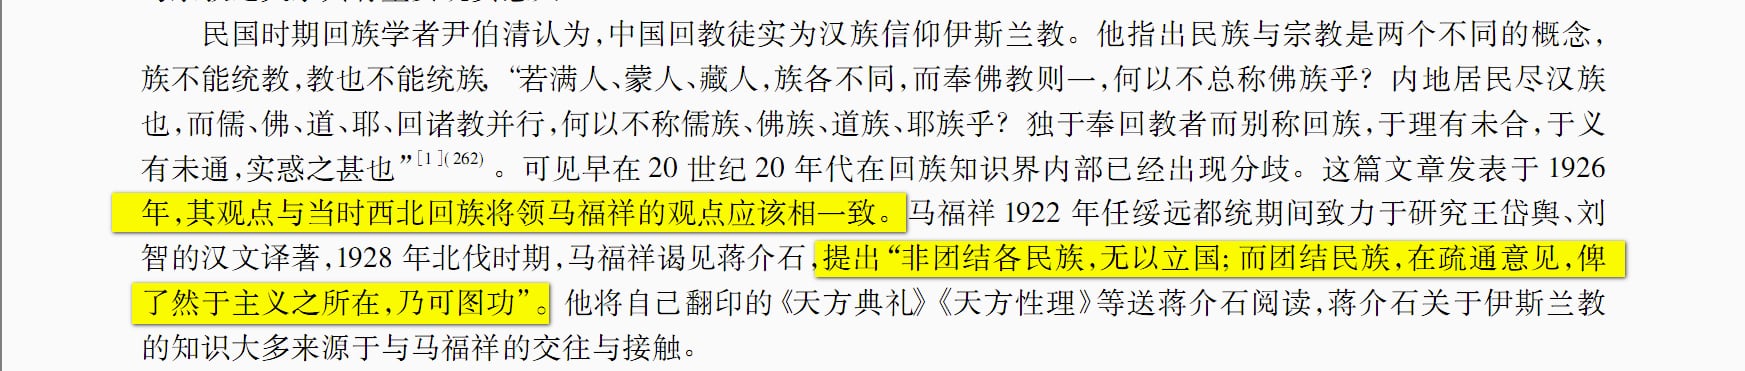 民国时期回族学者尹伯清认为,中国回教徒实为汉族信仰伊斯兰教。他指出民族与宗教是两个不同的概念,
族不能统教,教也不能统族,“若满人、蒙人、藏人,族各不同,而奉佛教则一,何以不总称佛族乎? 内地居民尽汉族
也,而儒、佛、道、耶、回诸教并行,何以不称儒族、佛族、道族、耶族乎? 独于奉回教者而别称回族,于理有未合,于义
有未通,实惑之甚也”[1](262) 。可见早在 20 世纪 20 年代在回族知识界内部已经出现分歧。这篇文章发表于 1926
年,其观点与当时西北回族将领马福祥的观点应该相一致。马福祥 1922 年任绥远都统期间致力于研究王岱舆、刘
智的汉文译著,1928 年北伐时期,马福祥谒见蒋介石,提出“非团结各民族,无以立国; 而团结民族,在疏通意见,俾
了然于主义之所在,乃可图功”。他将自己翻印的《天方典礼》《天方性理》等送蒋介石阅读,蒋介石关于伊斯兰教
的知识大多来源于与马福祥的交往与接触。